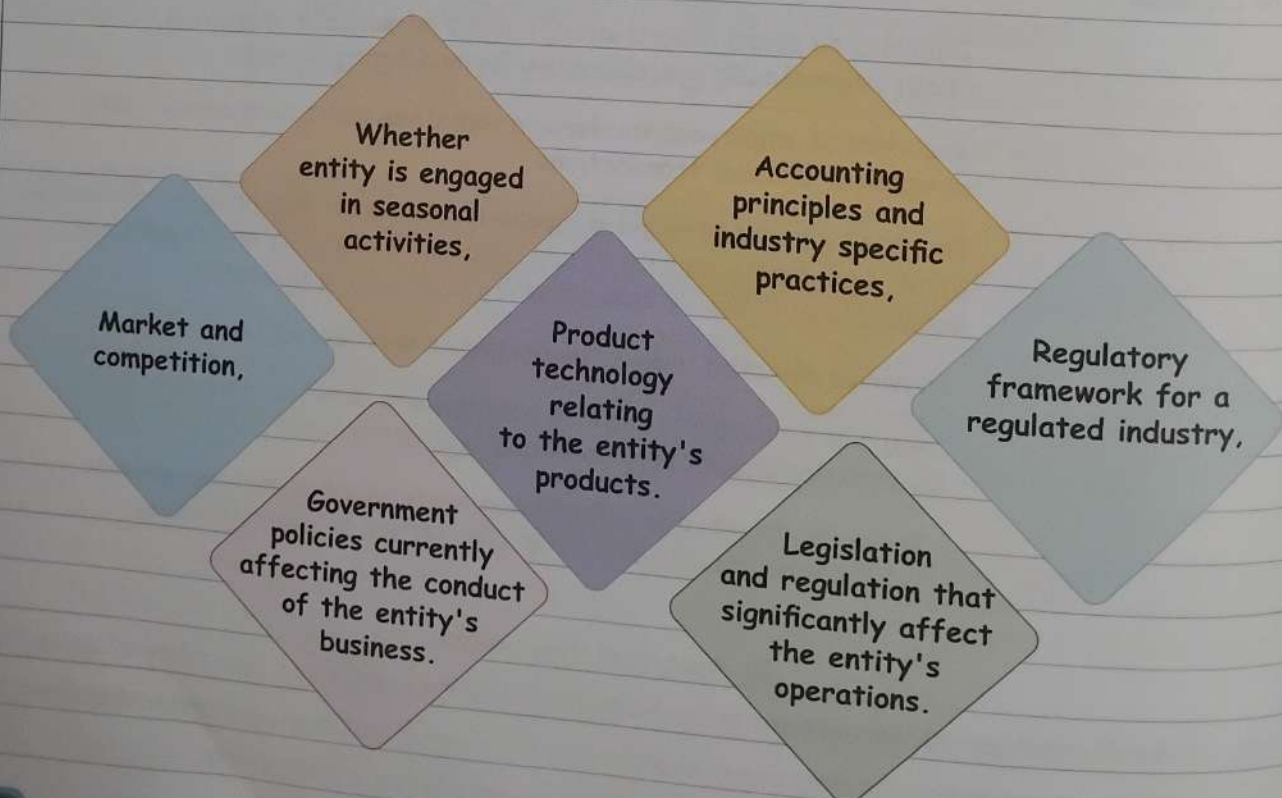 Whether
entity is engaged
in seasonal
activities,
Accounting
principles and
industry specific
practices,
Market and
competition,
Product
technology
relating
to the entity's
products.
Regulatory
framework for a
regulated industry.
Government
policies currently
affecting the conduct
of the entity's
business.
Legislation
and regulation that
significantly affect
the entity's
operations.